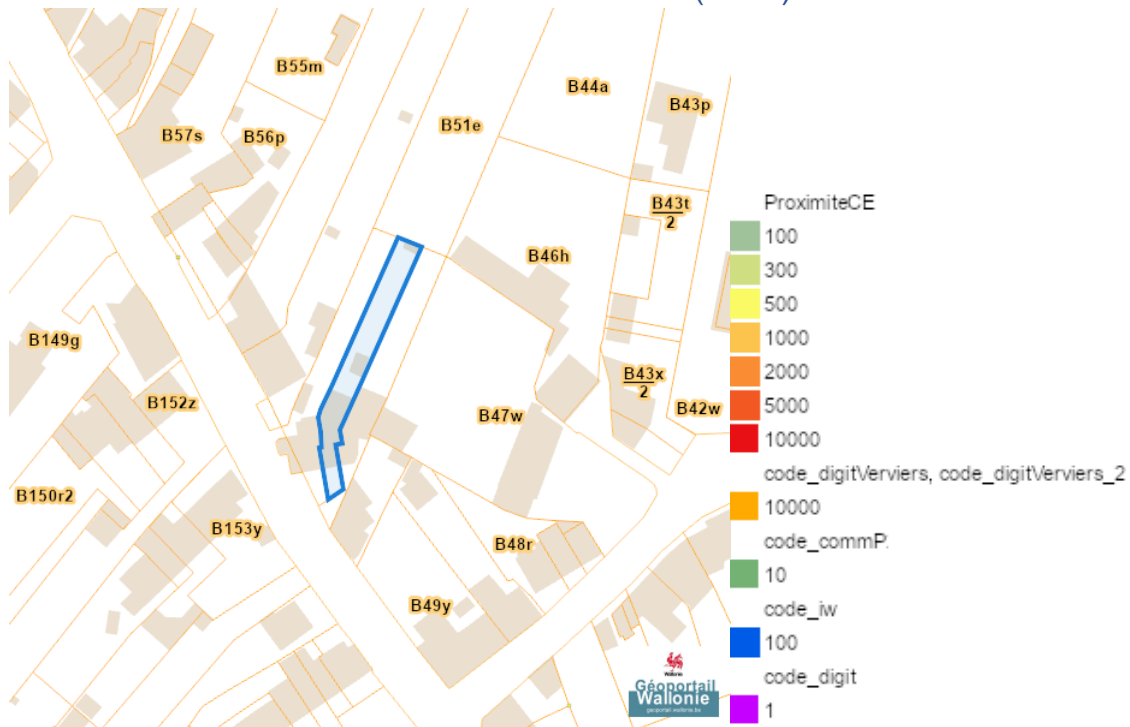 B55m
B44a
B43p
B57s
B56p
B51e
B43t
2
B46h
B149g
B43x
2
B152z
B47w
B42w
B150r2
B153y
B48r
B49y
ProximiteCE
100
300
500
1000
2000
5000
10000
code_digitVerviers, code_digitVerviers_2
10000
code_commP.
10
code_iw
100
code_digit
1
Wallonie
Géoportail
Wallonie
geoportail.wallonie.be